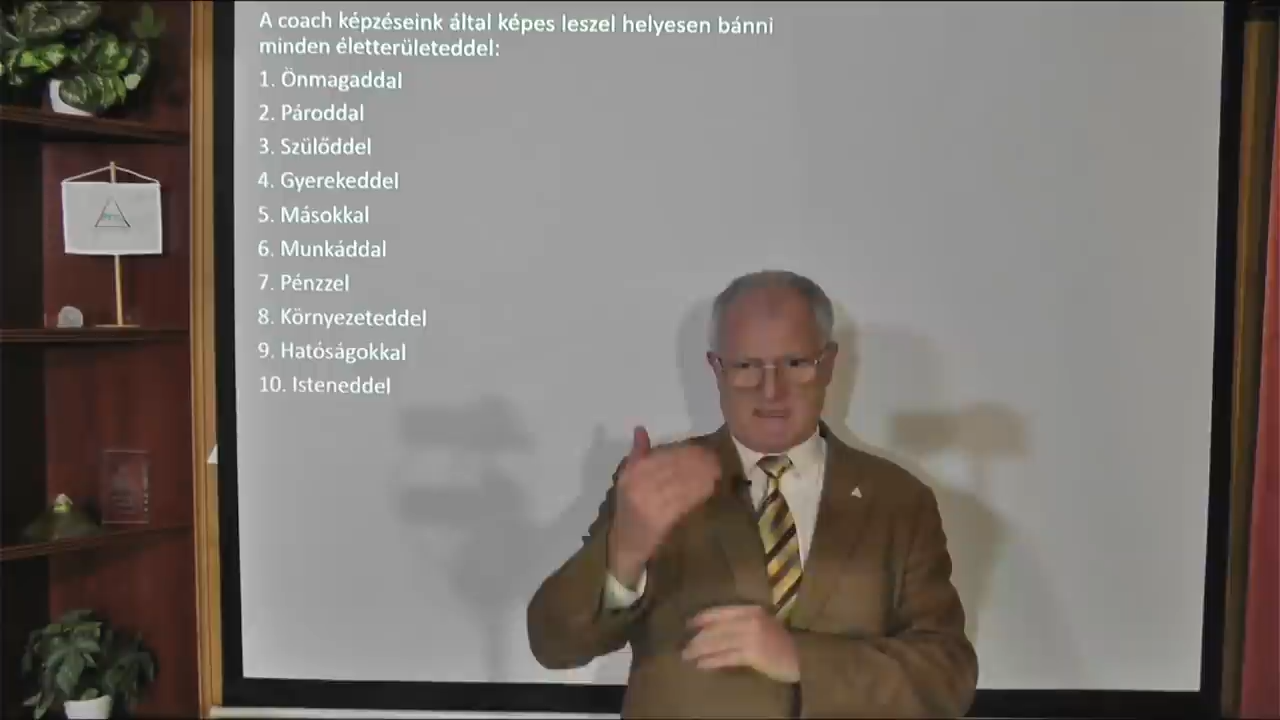 A coach képzéseink által képes leszel helyesen bánni
minden életterületeddel:
1. Önmagaddal
2. Pároddal
3. Szülőddel
4. Gyerekeddel
5. Másokkal
6. Munkáddal
7. Pénzzel
8. Környezeteddel
9. Hatóságokkal
10. Isteneddel